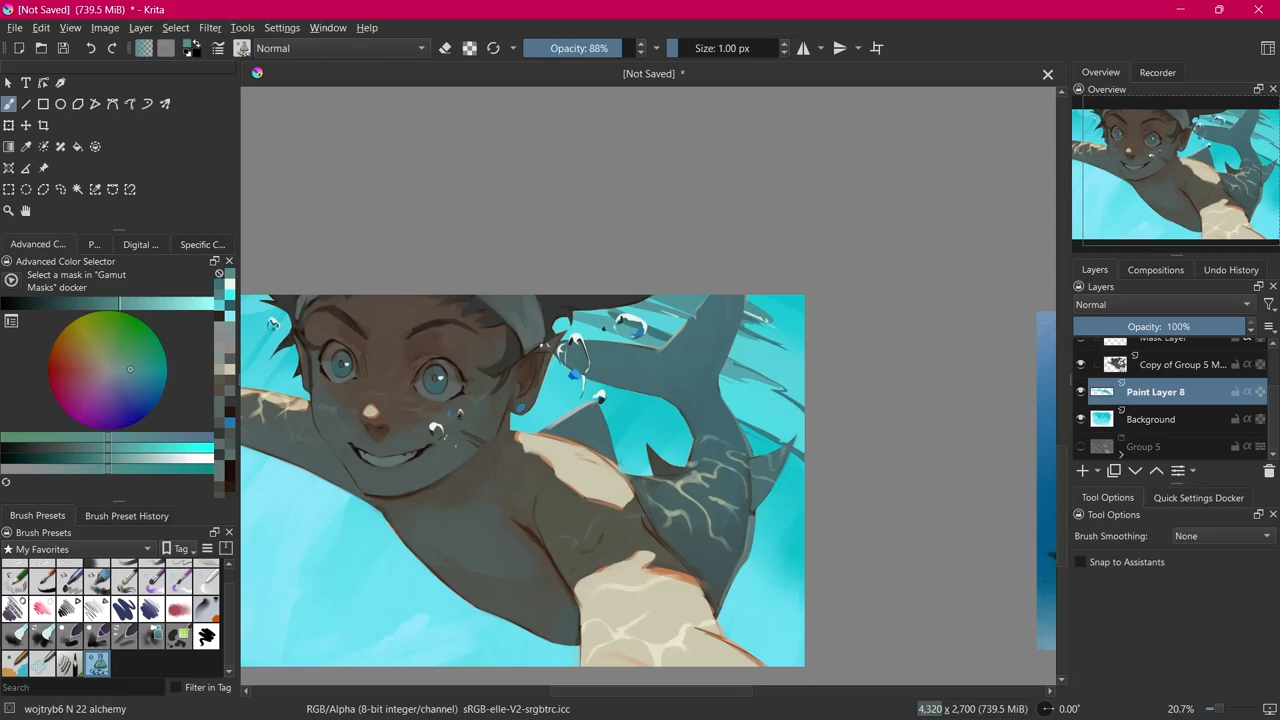 [Not Saved] (739.5 MiB) * - Krita
File Edit View Image Layer Select Filter Tools Settings Window Help
Normal
Opacity: 88%
Size: 1.00 px
[Not Saved] *
Overview Recorder
Overview
Advanced C... P... Digital ... Specific C...
Advanced Color Selector
Select a mask in "Gamut
Masks" docker
Layers Compositions Undo History
Layers
Normal
Opacity: 100%
Mask Layer
Copy of Group 5 M...
Paint Layer 8
Background
Group 5
Tool Options Quick Settings Docker
Tool Options
Brush Smoothing: None
Snap to Assistants
Brush Presets Brush Preset History
Brush Presets
My Favorites Tag
Search Filter in Tag
wojtryb6 N 22 alchemy RGB/Alpha (8-bit integer/channel) sRGB-elle-V2-srgbtrc.icc 4,320 x 2,700 (739.5 MiB) 0.00° 20.7%